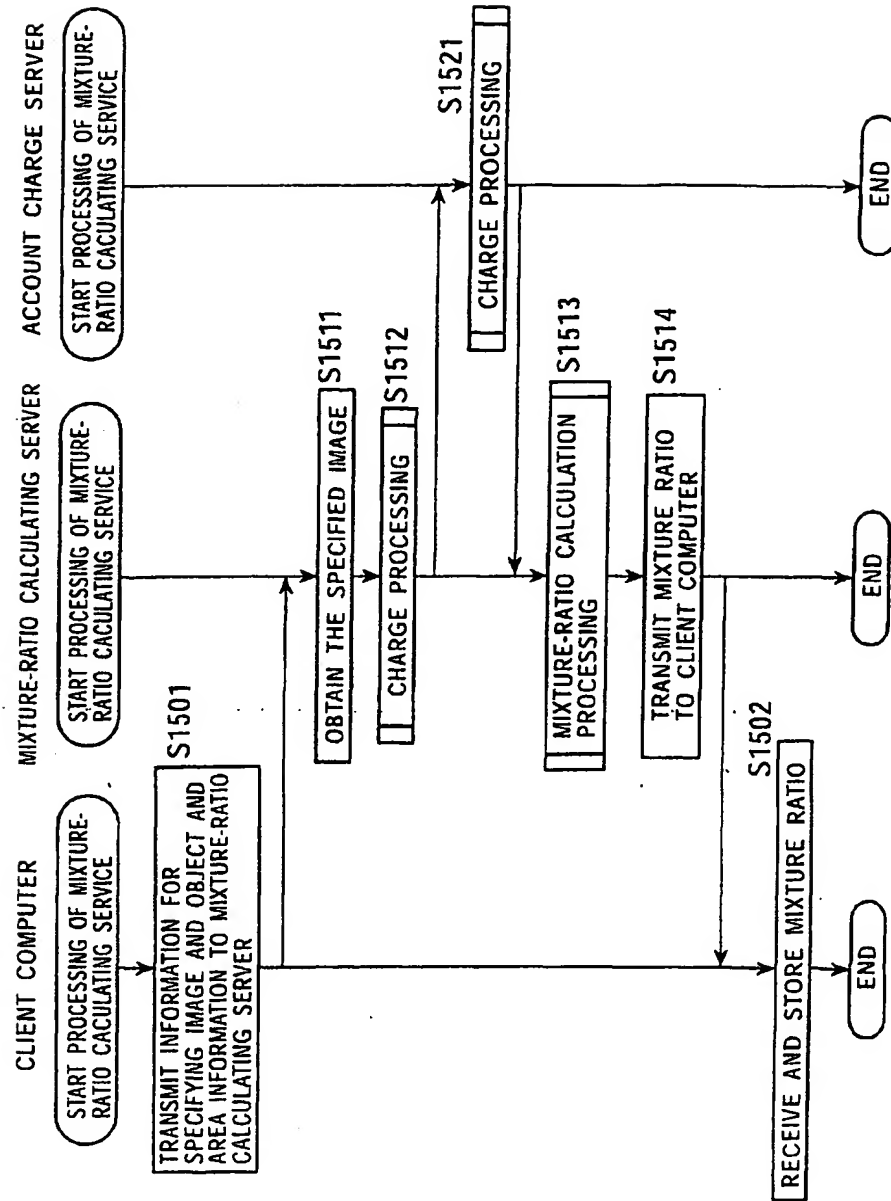 CLIENT COMPUTER
START PROCESSING OF MIXTURE-
RATIO CACULATING SERVICE
S1501
TRANSMIT INFORMATION FOR
SPECIFYING IMAGE AND OBJECT AND
AREA INFORMATION TO MIXTURE-RATIO
CALCULATING SERVER
S1502
RECEIVE AND STORE MIXTURE RATIO
END
MIXTURE-RATIO CALCULATING SERVER
START PROCESSING OF MIXTURE-
RATIO CACULATING SERVICE
S1511
OBTAIN THE SPECIFIED IMAGE
S1512
CHARGE PROCESSING
S1513
MIXTURE-RATIO CALCULATION
PROCESSING
S1514
TRANSMIT MIXTURE RATIO
TO CLIENT COMPUTER
END
ACCOUNT CHARGE SERVER
START PROCESSING OF MIXTURE-
RATIO CACULATING SERVICE
S1521
CHARGE PROCESSING
END